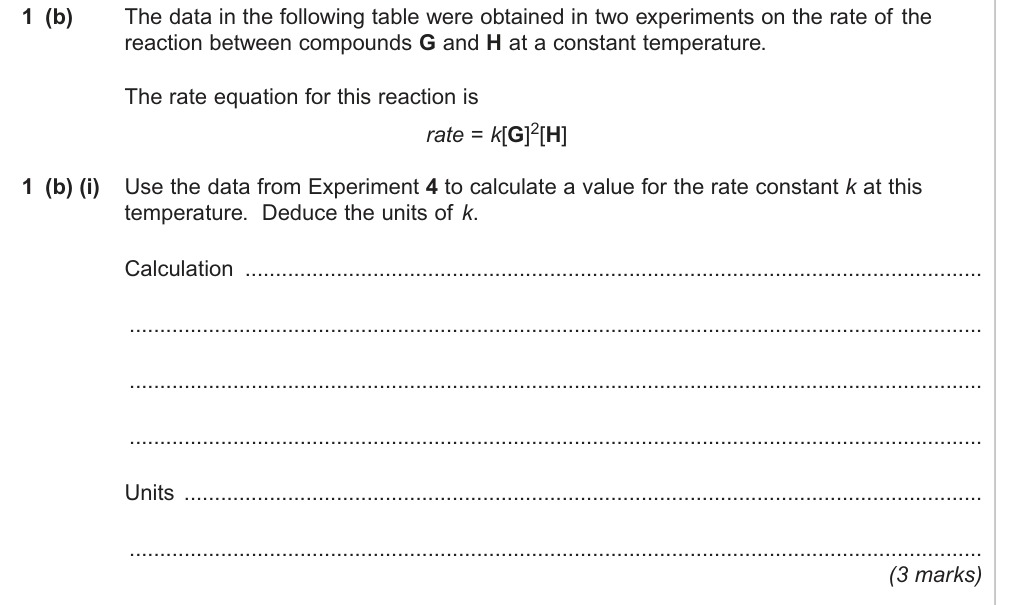 1 (b) The data in the following table were obtained in two experiments on the rate of the
reaction between compounds G and H at a constant temperature.
The rate equation for this reaction is
rate = k[G]²[H]
1 (b) (i) Use the data from Experiment 4 to calculate a value for the rate constant k at this
temperature. Deduce the units of k.
Calculation
Units
(3 marks)